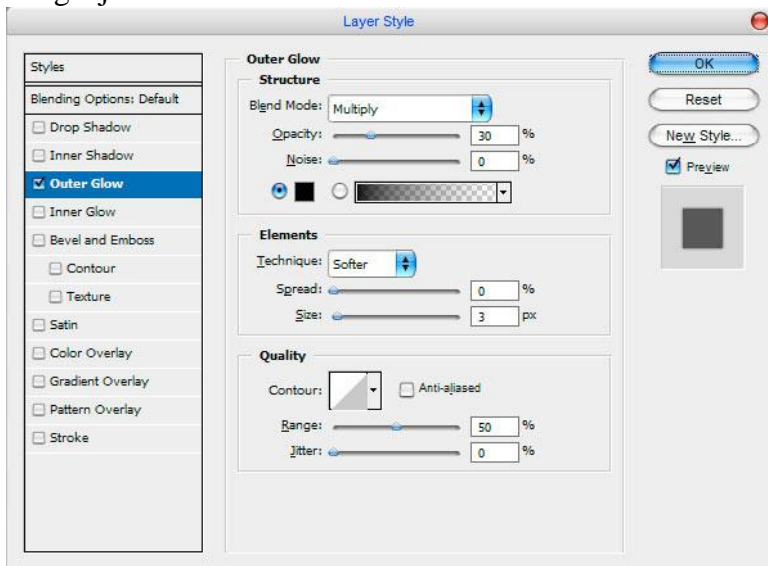 Layer Style
Styles
Blending Options: Default
Drop Shadow
Inner Shadow
Outer Glow
Inner Glow
Bevel and Emboss
Contour
Texture
Satin
Color Overlay
Gradient Overlay
Pattern Overlay
Stroke
Outer Glow
Structure
Blend Mode: Multiply
Opacity: 30 %
Noise: 0 %
Elements
Technique: Softer
Spread: 0 %
Size: 3 px
Quality
Contour: Anti-aliased
Range: 50 %
Jitter: 0 %
OK
Reset
New Style...
Preview